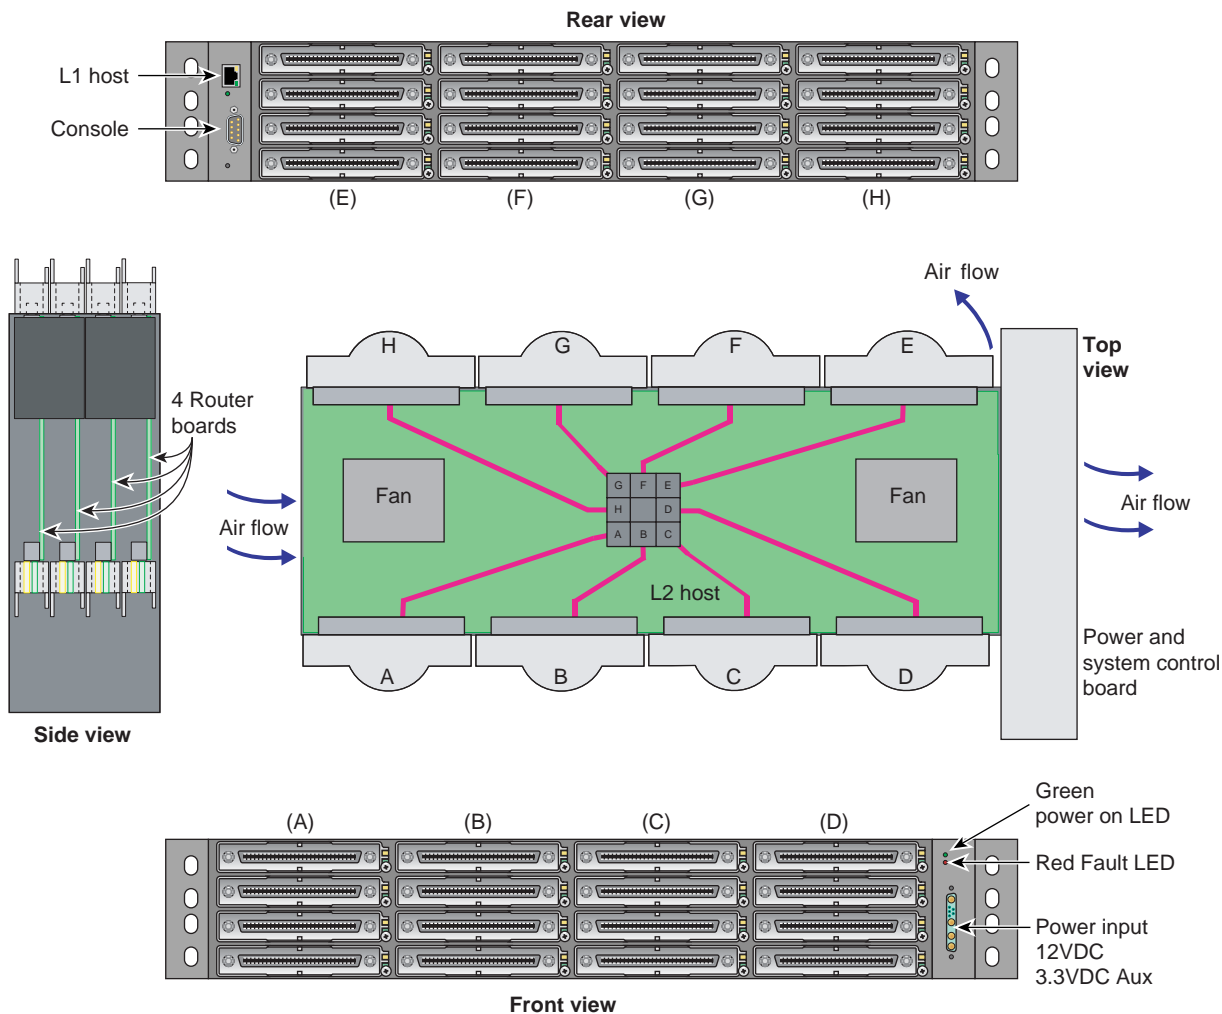 Rear view
L1 host
Console
(E) (F) (G) (H)
Air flow
H G F E
Top
view
4 Router
boards
Fan
Fan
G F E
H D
A B C
Air flow
Air flow
L2 host
Power and
system control
board
A B C D
Side view
Green
power on LED
(A) (B) (C) (D)
Red Fault LED
Power input
12VDC
3.3VDC Aux
Front view